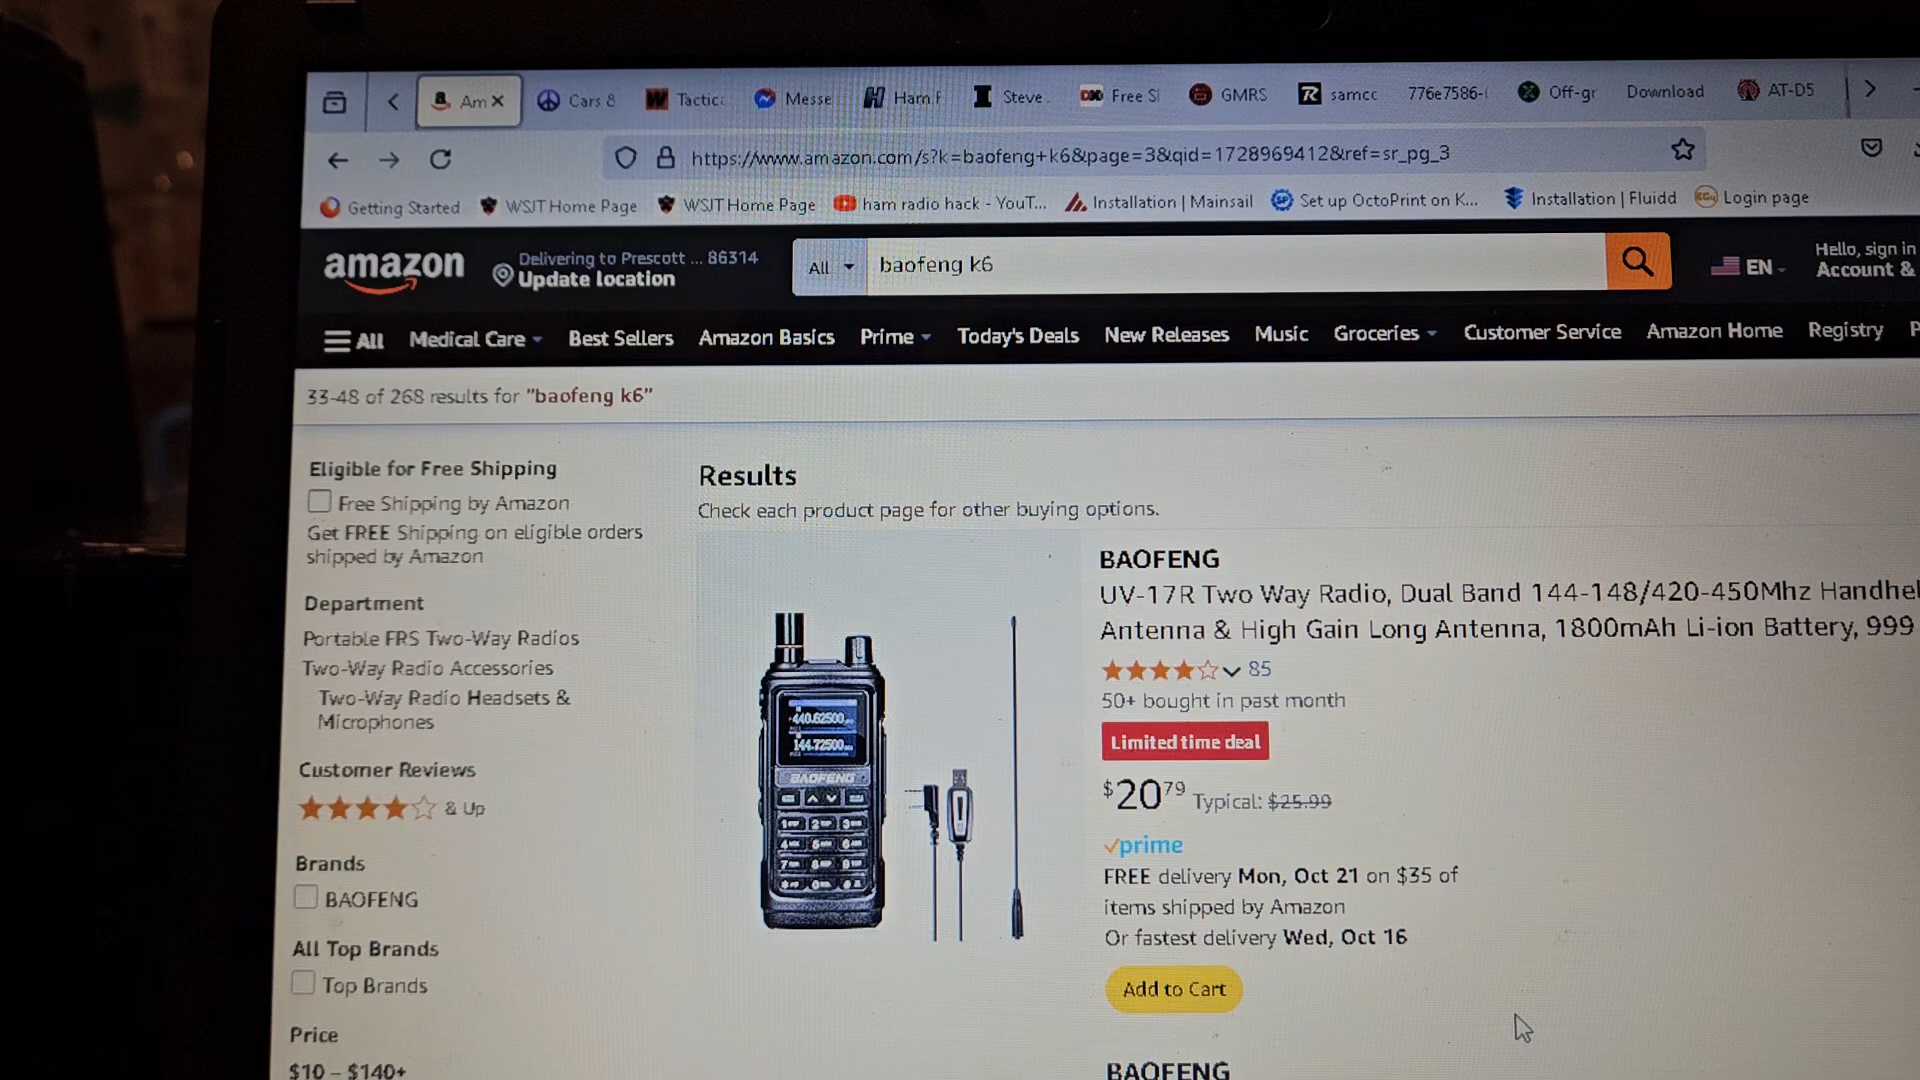 Am
Cars &
Tactic
Messe
Ham F
Steve
Free S
GMRS
samcc
776e7586-
Off-gr
Download
AT-D5
https://www.amazon.com/s?k=baofeng+k6&page=3&qid=1728969412&ref=sr_pg_3
Getting Started
WSJT Home Page
WSJT Home Page
ham radio hack - YouT...
Installation | Mainsail
Set up OctoPrint on K...
Installation | Fluidd
Login page
amazon
Delivering to Prescott ... 86314
Update location
All
baofeng k6
EN
Hello, sign in
Account &
All
Medical Care
Best Sellers
Amazon Basics
Prime
Today's Deals
New Releases
Music
Groceries
Customer Service
Amazon Home
Registry
33-48 of 268 results for "baofeng k6"
Eligible for Free Shipping
Free Shipping by Amazon
Get FREE Shipping on eligible orders
shipped by Amazon
Department
Portable FRS Two-Way Radios
Two-Way Radio Accessories
Two-Way Radio Headsets &
Microphones
Customer Reviews
& Up
Brands
BAOFENG
All Top Brands
Top Brands
Price
$10 – $140+
Results
Check each product page for other buying options.
440.62500
144.72500
BAOFENG
BAOFENG
UV-17R Two Way Radio, Dual Band 144-148/420-450Mhz Handhel
Antenna & High Gain Long Antenna, 1800mAh Li-ion Battery, 999
85
50+ bought in past month
Limited time deal
$20.79 Typical: $25.99
prime
FREE delivery Mon, Oct 21 on $35 of
items shipped by Amazon
Or fastest delivery Wed, Oct 16
Add to Cart
BAOFENG